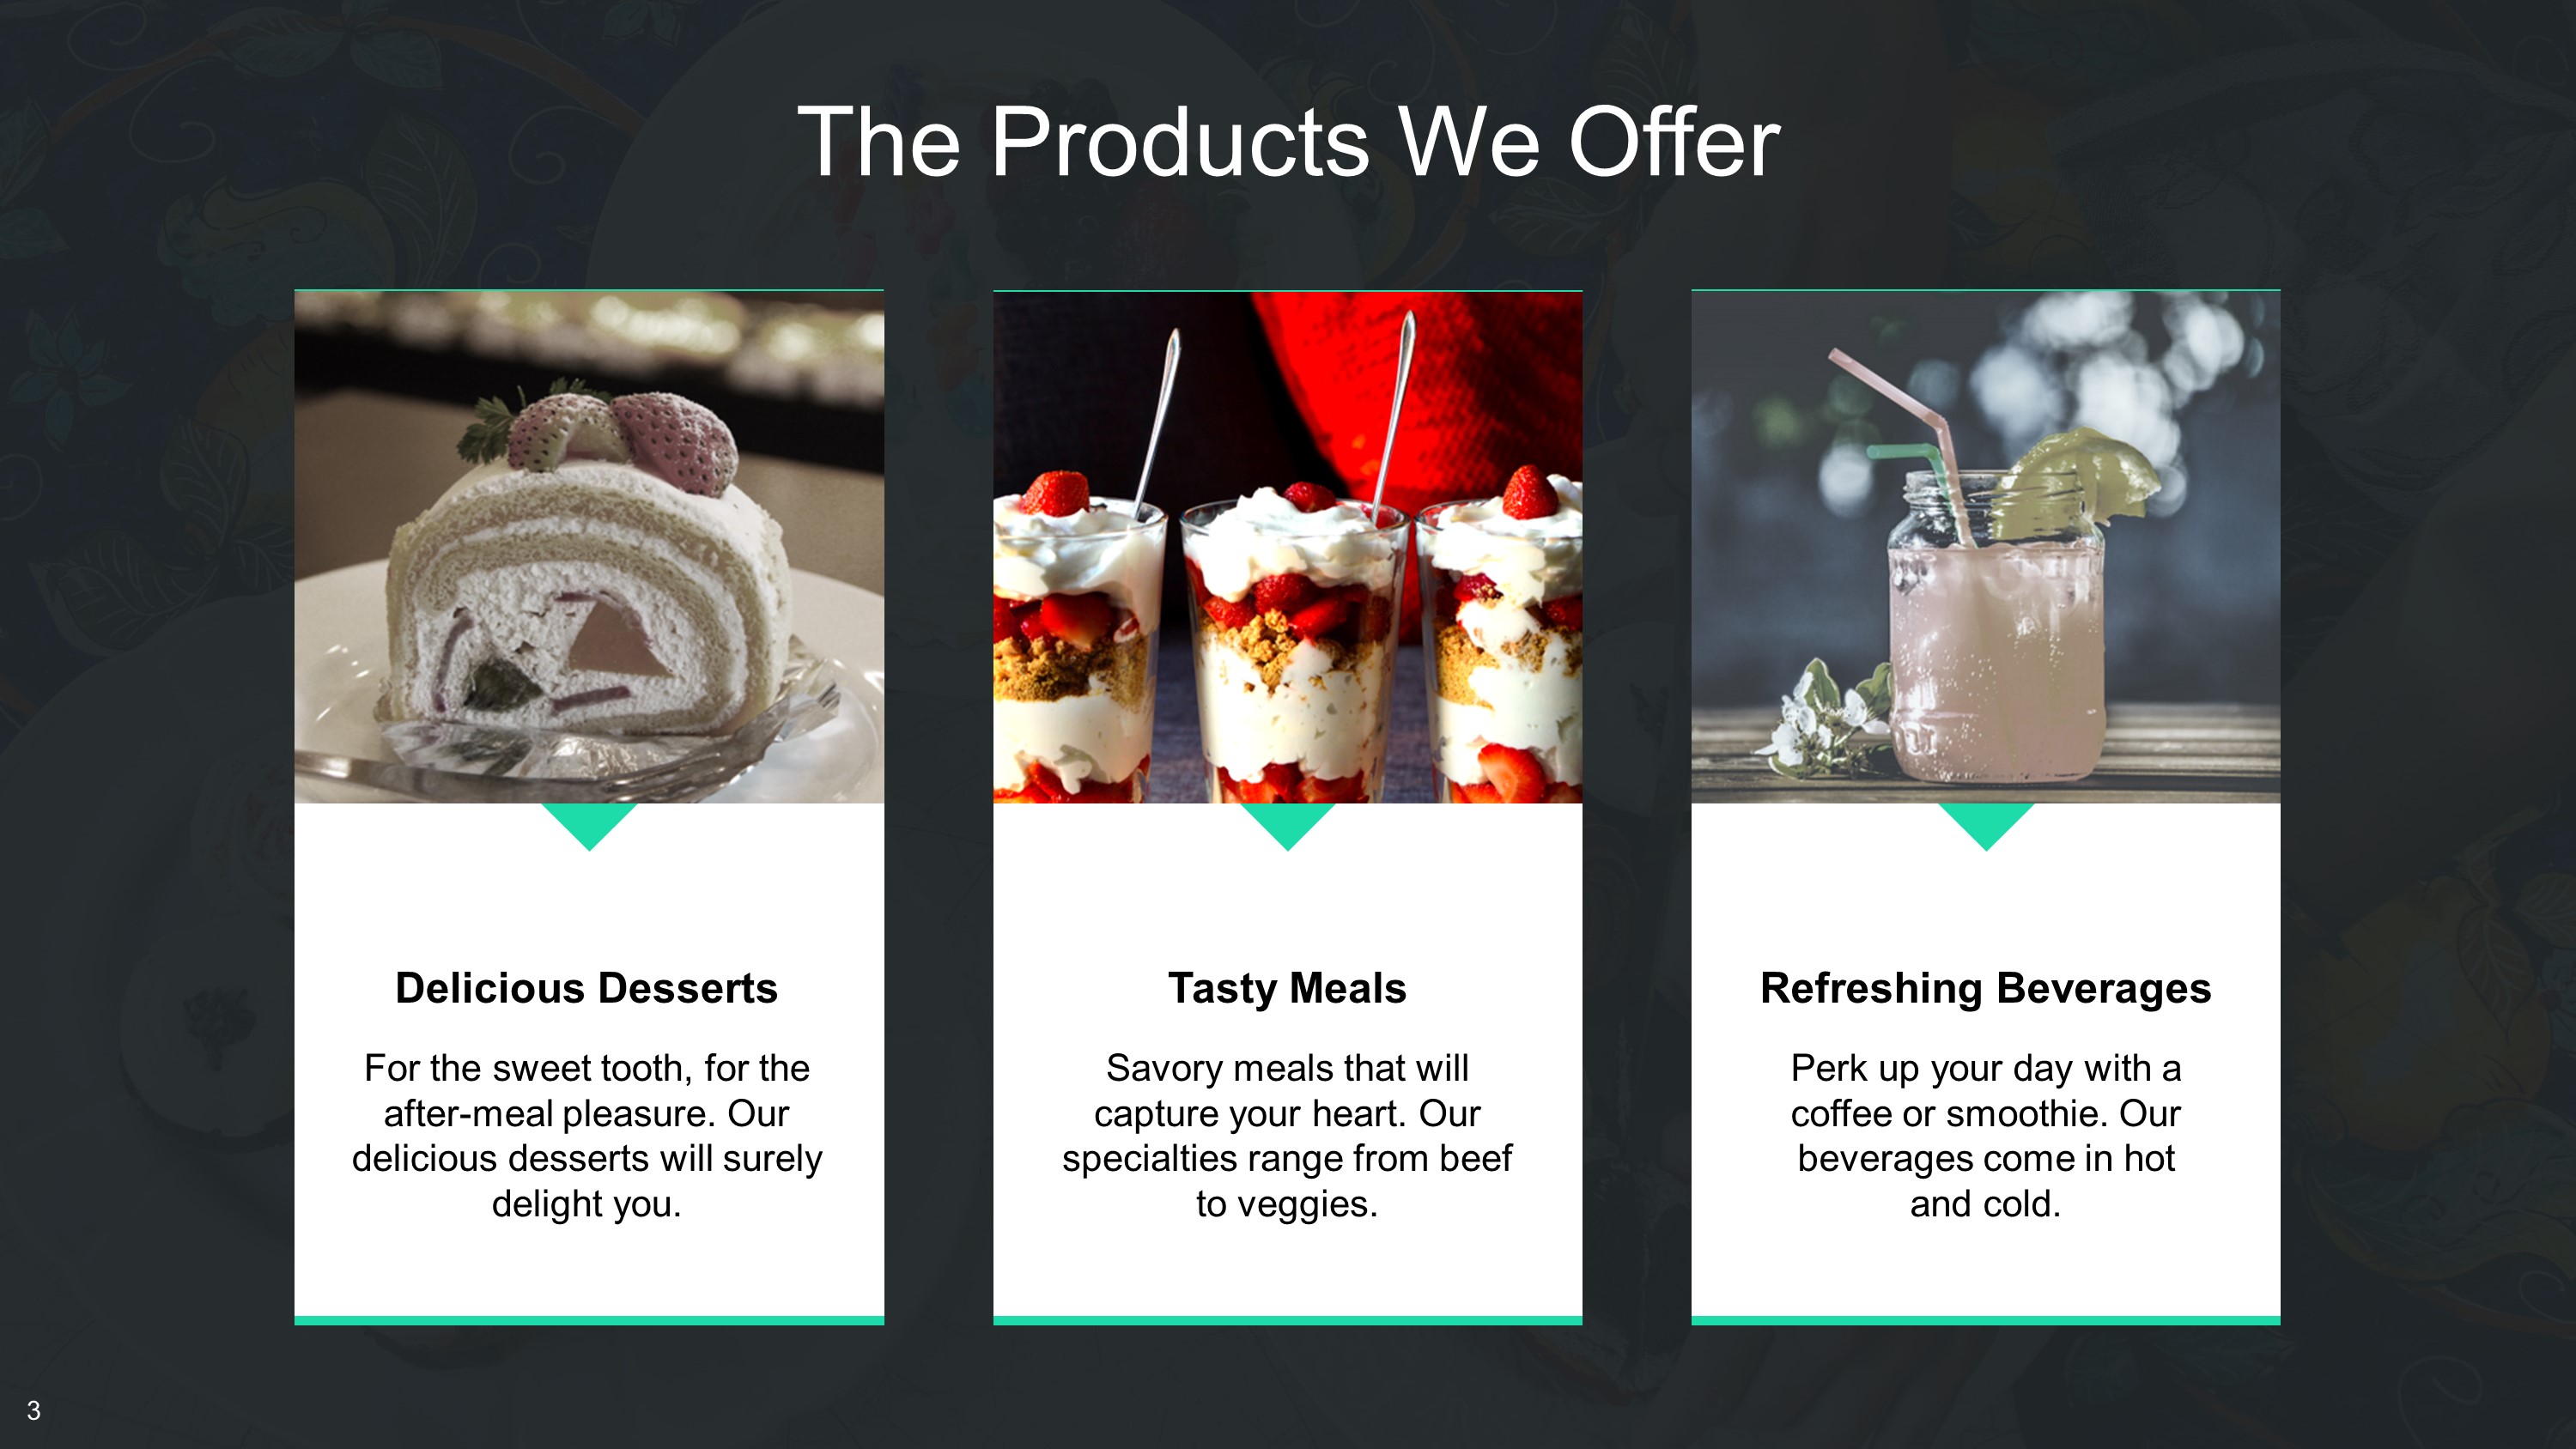 The Products We Offer
Delicious Desserts
For the sweet tooth, for the
after-meal pleasure. Our
delicious desserts will surely
delight you.
Tasty Meals
Savory meals that will
capture your heart. Our
specialties range from beef
to veggies.
Refreshing Beverages
Perk up your day with a
coffee or smoothie. Our
beverages come in hot
and cold.
3